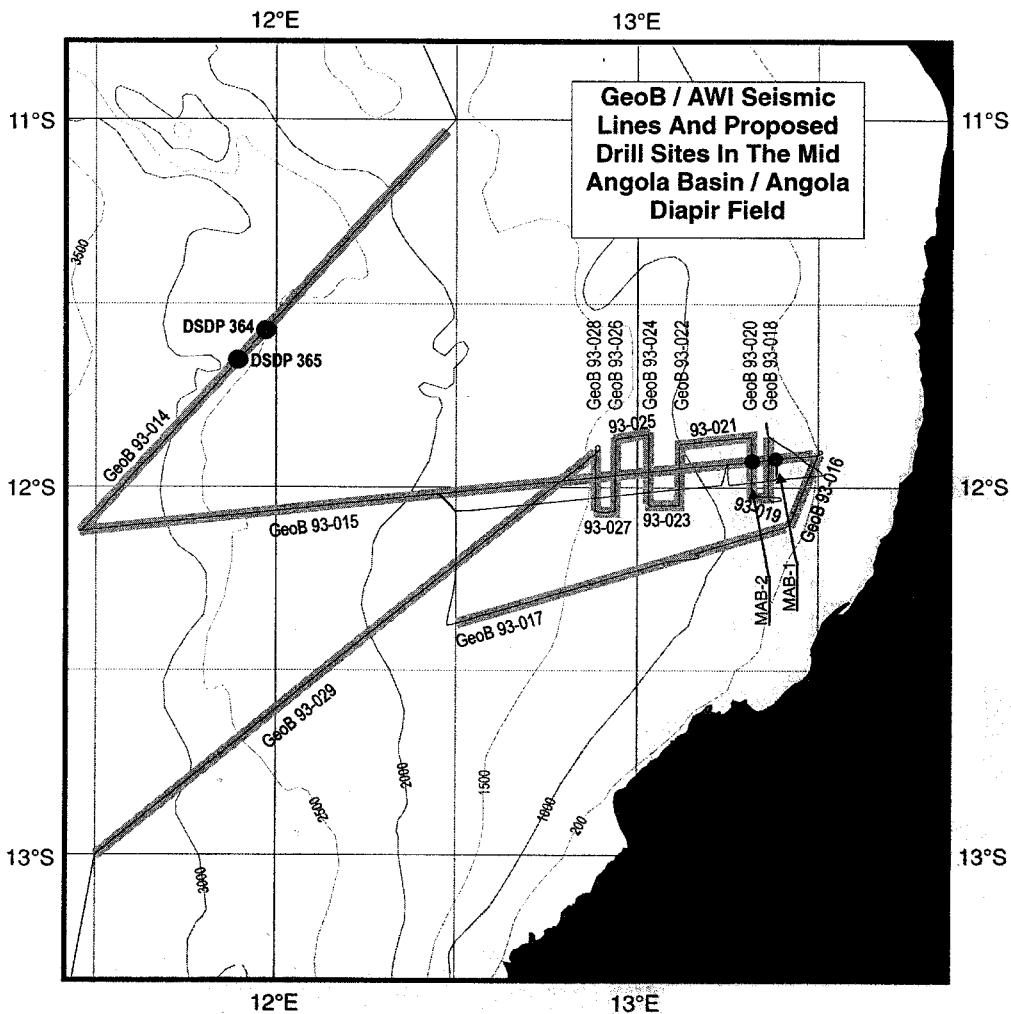 12°E
13°E
GeoB / AWI Seismic
Lines And Proposed
Drill Sites In The Mid
Angola Basin / Angola
Diapir Field
11°S
11°S
3500
DSDP 364
DSDP 365
GeoB 93-028
GeoB 93-026
GeoB 93-024
GeoB 93-022
GeoB 93-020
GeoB 93-018
GeoB 93-014
93-025
93-021
12°S
12°S
GeoB 93-015
93-027
93-023
93-019
GeoB 93-016
MAB-2
MAB-1
GeoB 93-017
GeoB 93-029
3000
2500
2000
1500
1000
200
13°S
13°S
12°E
13°E